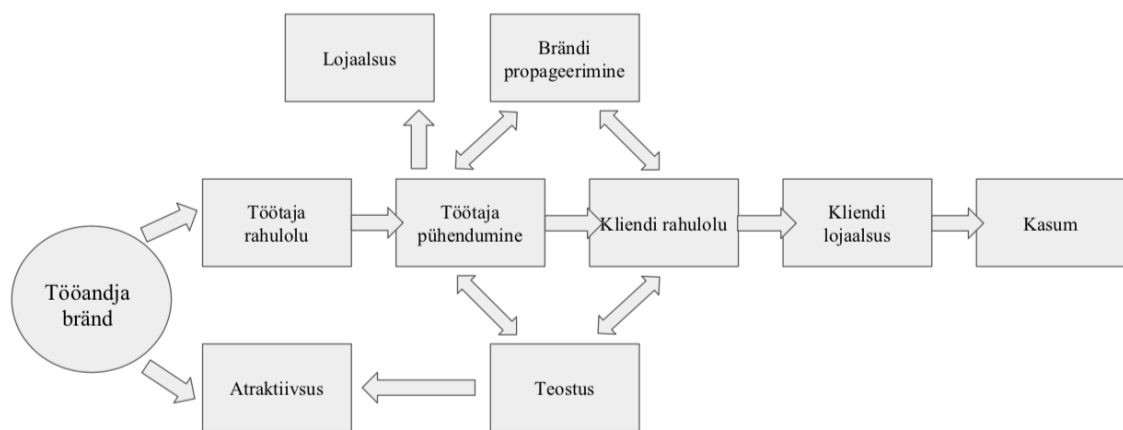 Lojaalsus
Brändi
propageerimine
Töötaja
rahulolu
Töötaja
pühendumine
Kliendi rahulolu
Kliendi
lojaalsus
Kasum
Tööandja
bränd
Atraktiivsus
Teostus